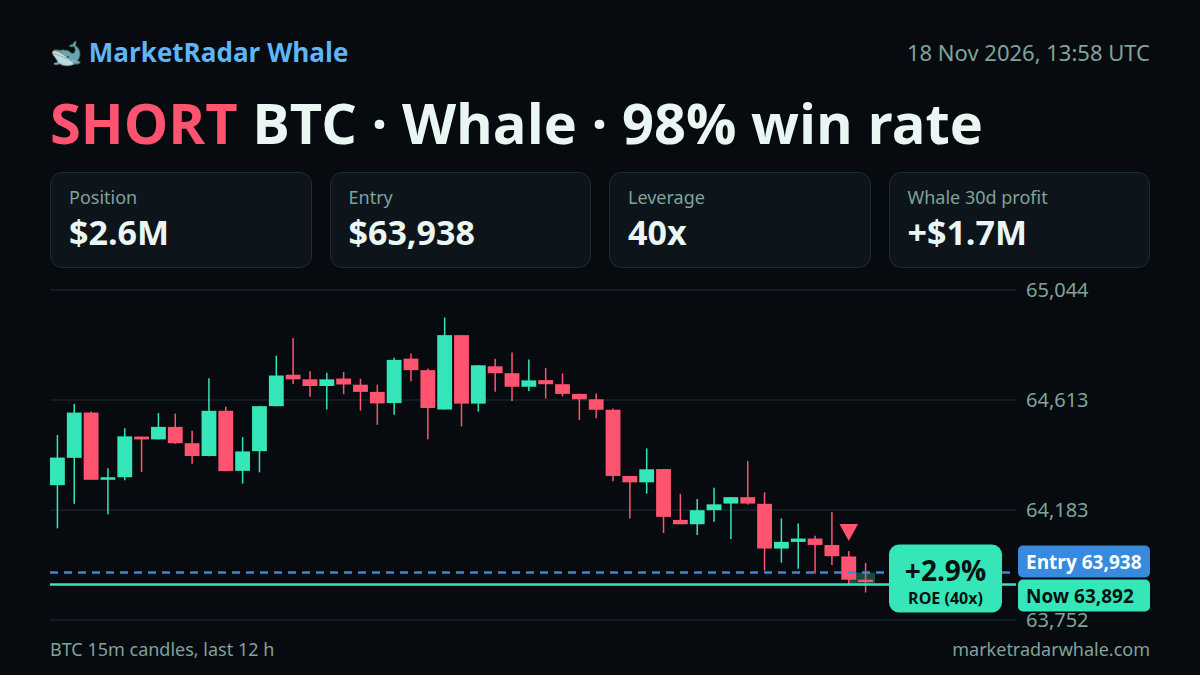 MarketRadar Whale
18 Nov 2026, 13:58 UTC
SHORT BTC · Whale · 98% win rate
Position
$2.6M
Entry
$63,938
Leverage
40x
Whale 30d profit
+$1.7M
65,044
64,613
64,183
+2.9%
ROE (40x)
Entry 63,938
Now 63,892
63,752
BTC 15m candles, last 12 h
marketradarwhale.com